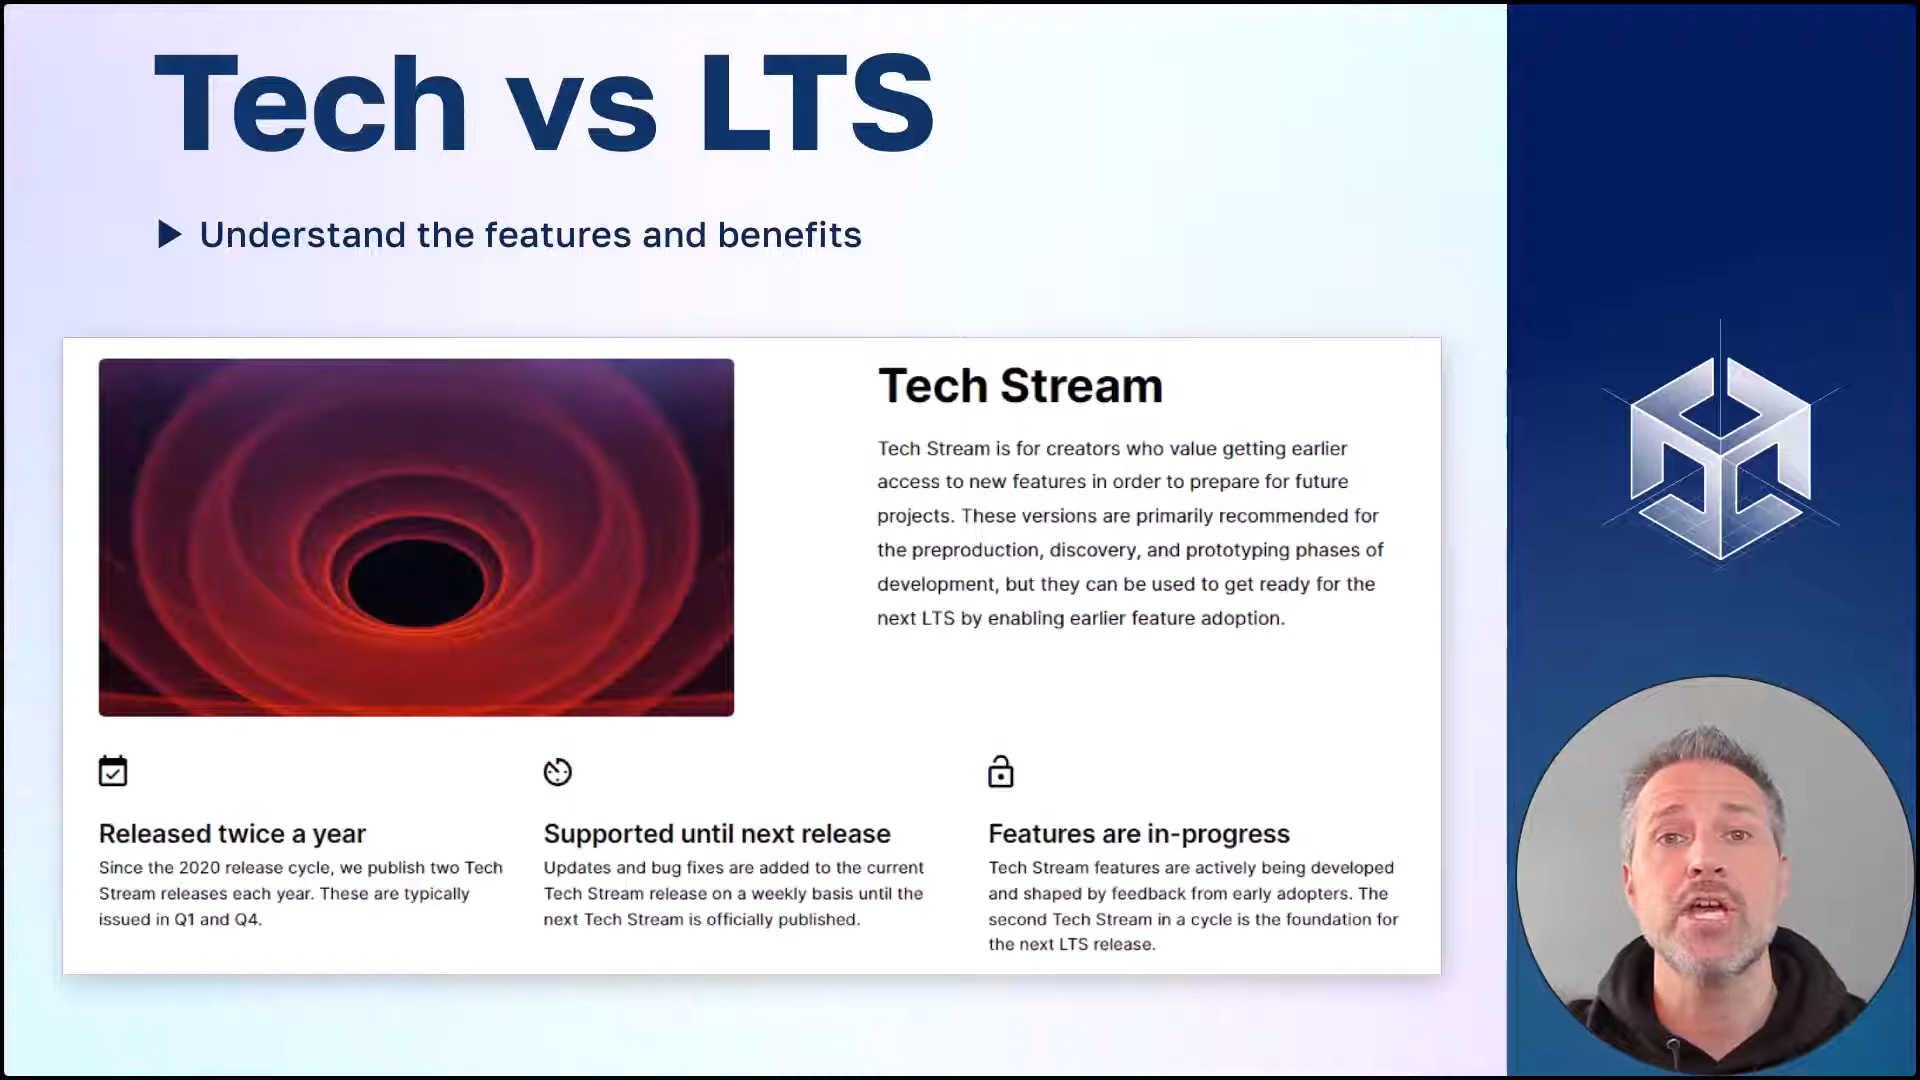 Tech vs LTS
Understand the features and benefits
Tech Stream
Tech Stream is for creators who value getting earlier
access to new features in order to prepare for future
projects. These versions are primarily recommended for
the preproduction, discovery, and prototyping phases of
development, but they can be used to get ready for the
next LTS by enabling earlier feature adoption.
Released twice a year
Since the 2020 release cycle, we publish two Tech
Stream releases each year. These are typically
issued in Q1 and Q4.
Supported until next release
Updates and bug fixes are added to the current
Tech Stream release on a weekly basis until the
next Tech Stream is officially published.
Features are in-progress
Tech Stream features are actively being developed
and shaped by feedback from early adopters. The
second Tech Stream in a cycle is the foundation for
the next LTS release.